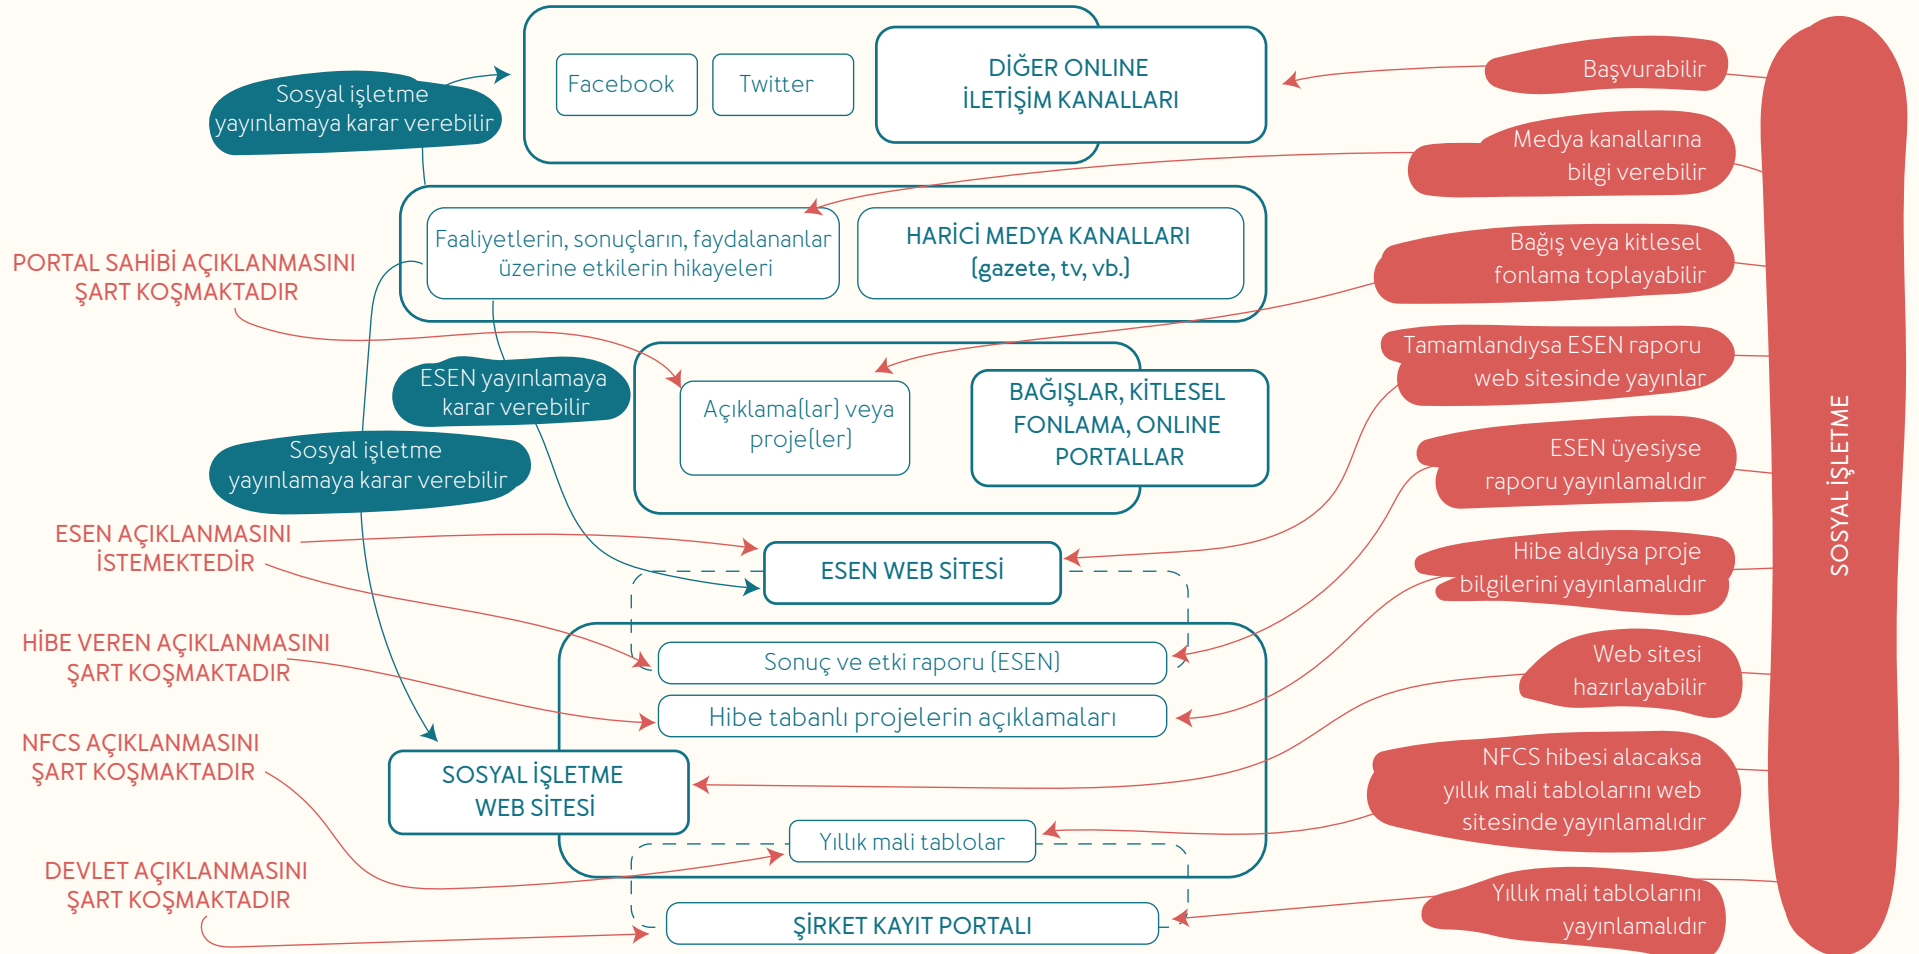 Facebook
Twitter
DİĞER ONLINE
İLETİŞİM KANALLARI
Sosyal işletme
yayınlamaya karar verebilir
Faaliyetlerin, sonuçların, faydalananlar
üzerine etkilerin hikayeleri
HARİCİ MEDYA KANALLARI
(gazete, tv, vb.)
PORTAL SAHİBİ AÇIKLANMASINI
ŞART KOŞMAKTADIR
ESEN yayınlamaya
karar verebilir
Açıklama(lar) veya
proje(ler)
BAĞIŞLAR, KİTLESEL
FONLAMA, ONLINE
PORTALLAR
Sosyal işletme
yayınlamaya karar verebilir
ESEN AÇIKLANMASINI
İSTEMEKTEDİR
ESEN WEB SİTESİ
HİBE VEREN AÇIKLANMASINI
ŞART KOŞMAKTADIR
Sonuç ve etki raporu (ESEN)
Hibe tabanlı projelerin açıklamaları
NFCS AÇIKLANMASINI
ŞART KOŞMAKTADIR
SOSYAL İŞLETME
WEB SİTESİ
Yıllık mali tablolar
DEVLET AÇIKLANMASINI
ŞART KOŞMAKTADIR
ŞİRKET KAYIT PORTALI
Başvurabilir
Medya kanallarına
bilgi verebilir
Bağış veya kitlesel
fonlama toplayabilir
Tamamlandıysa ESEN raporu
web sitesinde yayınlar
ESEN üyesiyse
raporu yayınlamalıdır
Hibe aldıysa proje
bilgilerini yayınlamalıdır
Web sitesi
hazırlayabilir
NFCS hibesi alacaksa
yıllık mali tablolarını web
sitesinde yayınlamalıdır
Yıllık mali tablolarını
yayınlamalıdır
SOSYAL İŞLETME